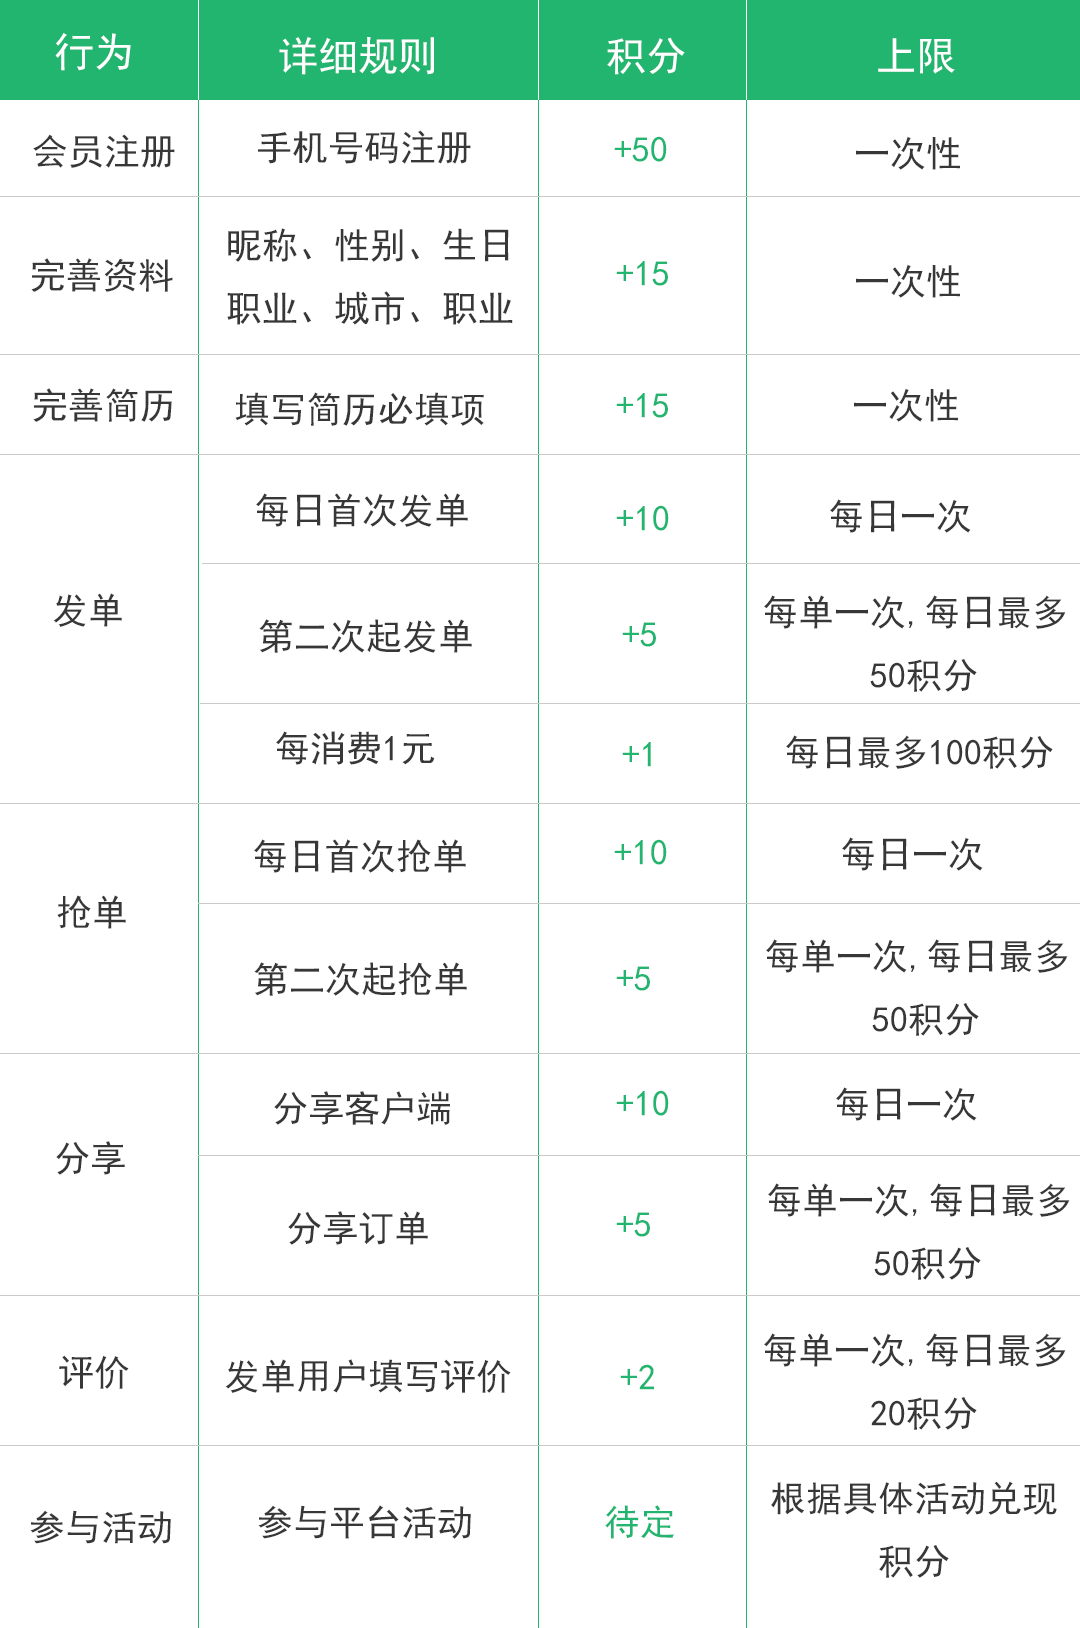 行为 详细规则 积分 上限
会员注册 手机号码注册 +50 一次性
完善资料 昵称、性别、生日 +15 一次性
职业、城市、职业
完善简历 填写简历必填项 +15 一次性
发单 每日首次发单 +10 每日一次
第二次起发单 +5 每单一次,每日最多
50积分
每消费1元 +1 每日最多100积分
抢单 每日首次抢单 +10 每日一次
第二次起抢单 +5 每单一次,每日最多
50积分
分享 分享客户端 +10 每日一次
分享订单 +5 每单一次,每日最多
50积分
评价 发单用户填写评价 +2 每单一次,每日最多
20积分
参与活动 参与平台活动 待定 根据具体活动兑现
积分